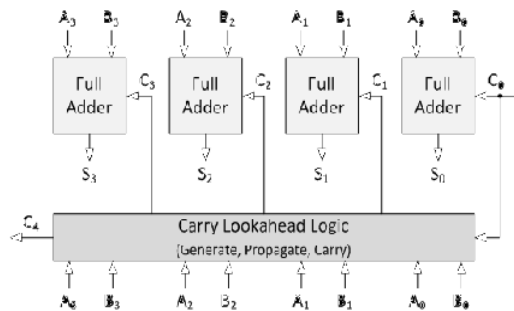 A₃ B₃ A₂ B₂ A₁ B₁ A₀ B₀
Full Adder C₃ Full Adder C₂ Full Adder C₁ Full Adder C₀
S₃ S₂ S₁ S₀
C₄ Carry Lookahead Logic
(Generate, Propagate, Carry)
A₃ B₃ A₂ B₂ A₁ B₁ A₀ B₀